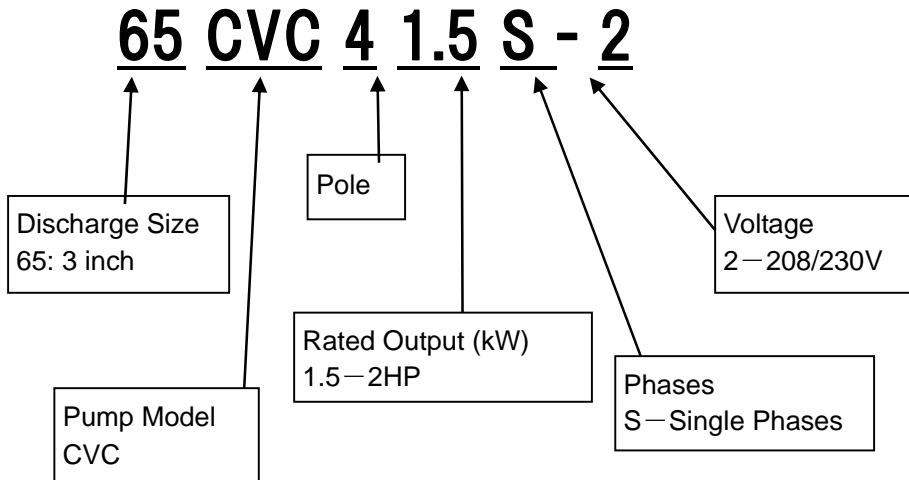 65 CVC 4 1.5 S - 2
Pole
Discharge Size
65: 3 inch
Voltage
2－208/230V
Rated Output (kW)
1.5－2HP
Phases
S－Single Phases
Pump Model
CVC